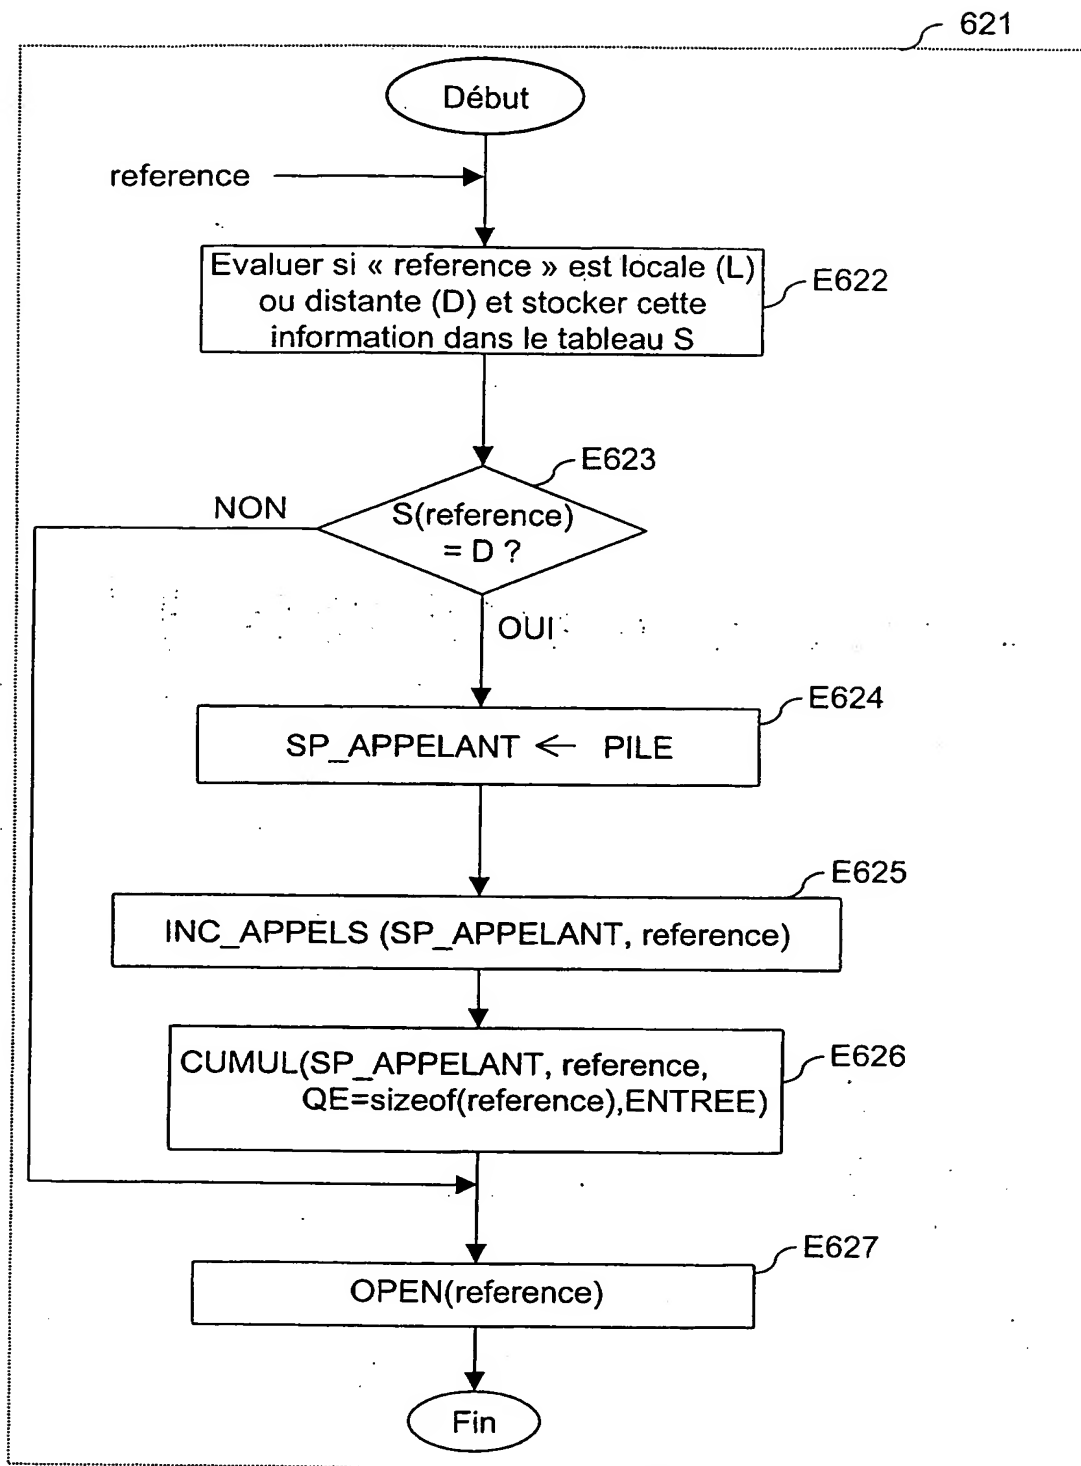 621
Début
reference
Evaluer si « reference » est locale (L)
ou distante (D) et stocker cette
information dans le tableau S
E622
E623
NON
S(reference)
= D ?
OUI
E624
SP_APPELANT ← PILE
E625
INC_APPELS (SP_APPELANT, reference)
CUMUL(SP_APPELANT, reference,
QE=sizeof(reference),ENTREE)
E626
E627
OPEN(reference)
Fin